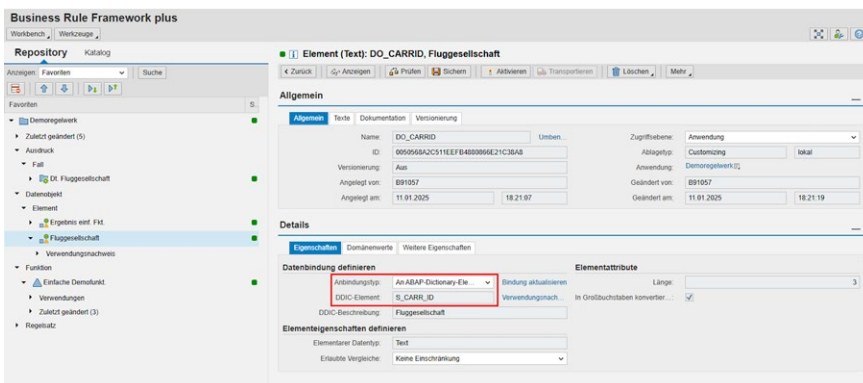 Business Rule Framework plus
Workbench Werkzeuge
Repository Katalog
Anzeigen: Favoriten Suche
Favoriten S.
Demoregelwerk
Zuletzt geändert (5)
Ausdruck
Fall
Dt. Fluggesellschaft
Datenobjekt
Element
Ergebnis einf. Fkt.
Fluggesellschaft
Verwendungsnachweis
Funktion
Einfache Demofunkt.
Verwendungen
Zuletzt geändert (3)
Regelsatz
Element (Text): DO_CARRID, Fluggesellschaft
Zurück Anzeigen Prüfen Sichern Aktivieren Transportieren Löschen Mehr
Allgemein
Allgemein Texte Dokumentation Versionierung
Name: DO_CARRID Umben... Zugriffsebene: Anwendung
ID: Ablagetyp: Customizing lokal
Versionierung: Aus Anwendung: Demoregelwerk
Angelegt von: B91057 Geändert von: B91057
Angelegt am: 11.01.2025 18:21:07 Geändert am: 11.01.2025 18:21:19
Details
Eigenschaften Domänenwerte Weitere Eigenschaften
Datenbindung definieren Elementattribute
Anbindungstyp: An ABAP-Dictionary-Ele... Bindung aktualisieren Länge: 3
DDIC-Element: S_CARR_ID Verwendungsnach... In Großbuchstaben konvertier...:
DDIC-Beschreibung: Fluggesellschaft
Elementeigenschaften definieren
Elementarer Datentyp: Text
Erlaubte Vergleiche: Keine Einschränkung